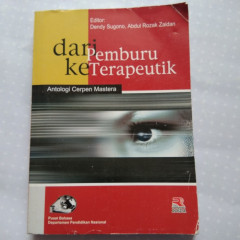 Editor:
Dendy Sugono, Abdul Rozak Zaidan
dari Pemburu
ke Terapeutik
Antologi Cerpen Mastera
Pusat Bahasa
Departemen Pendidikan Nasional